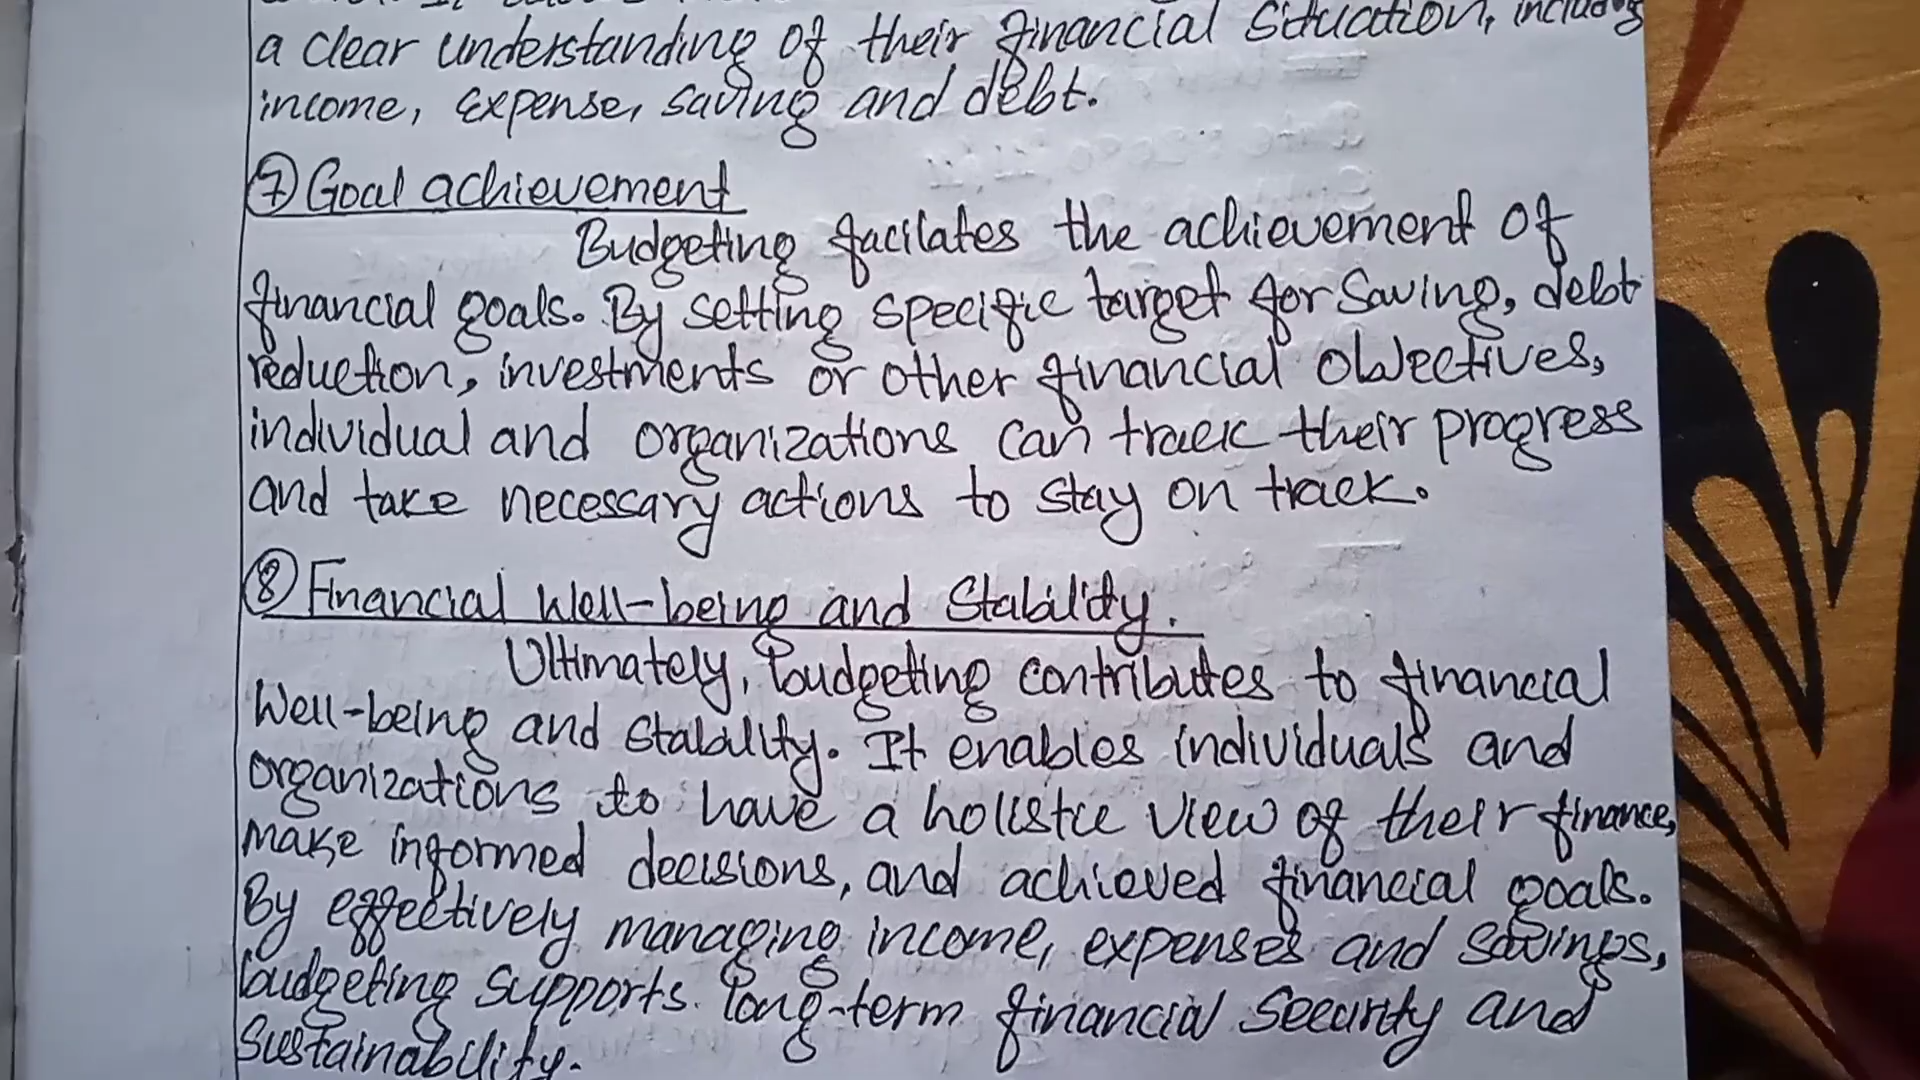 a clear understanding of their financial situation, including
income, expense, saving and debt.
⑦ Goal achievement
Budgeting facilates the achievement of
financial goals. By setting specific target for saving, debt
reduction, investments or other financial objectives,
individual and organizations can track their progress
and take necessary actions to stay on track.
⑧ Financial Well-being and Stability.
Ultimately, budgeting contributes to financial
Well-being and stability. It enables individuals and
organizations to have a holistic view of their finance,
make informed decisions, and achieved financial goals.
By effectively managing income, expenses and savings,
budgeting supports long-term financial security and
Sustainability.